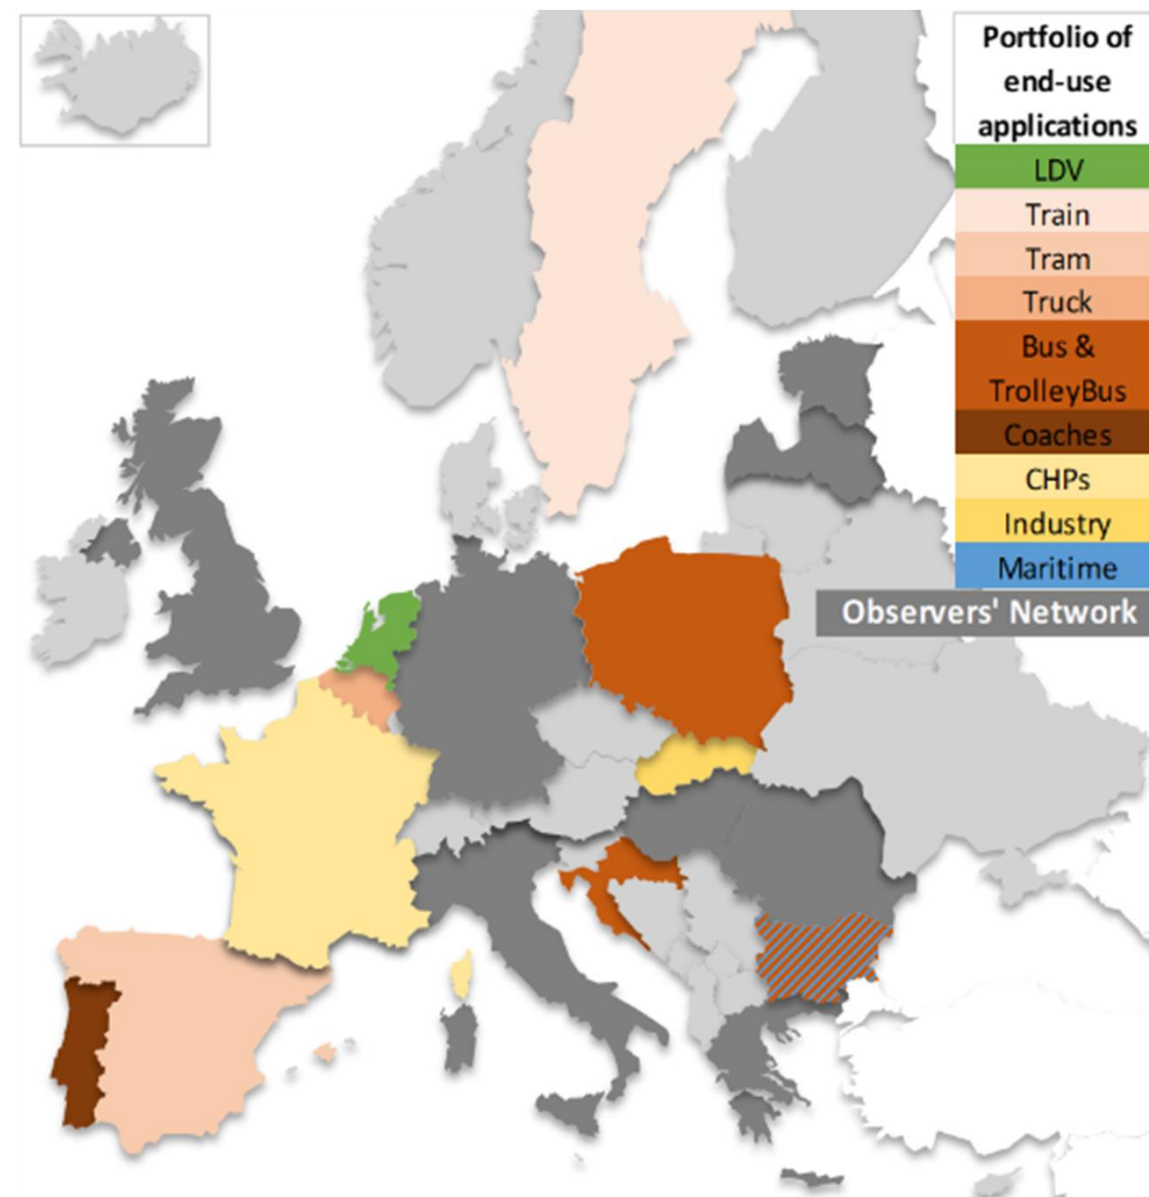 Portfolio of
end-use
applications
LDV
Train
Tram
Truck
Bus &
TrolleyBus
Coaches
CHPs
Industry
Maritime
Observers' Network